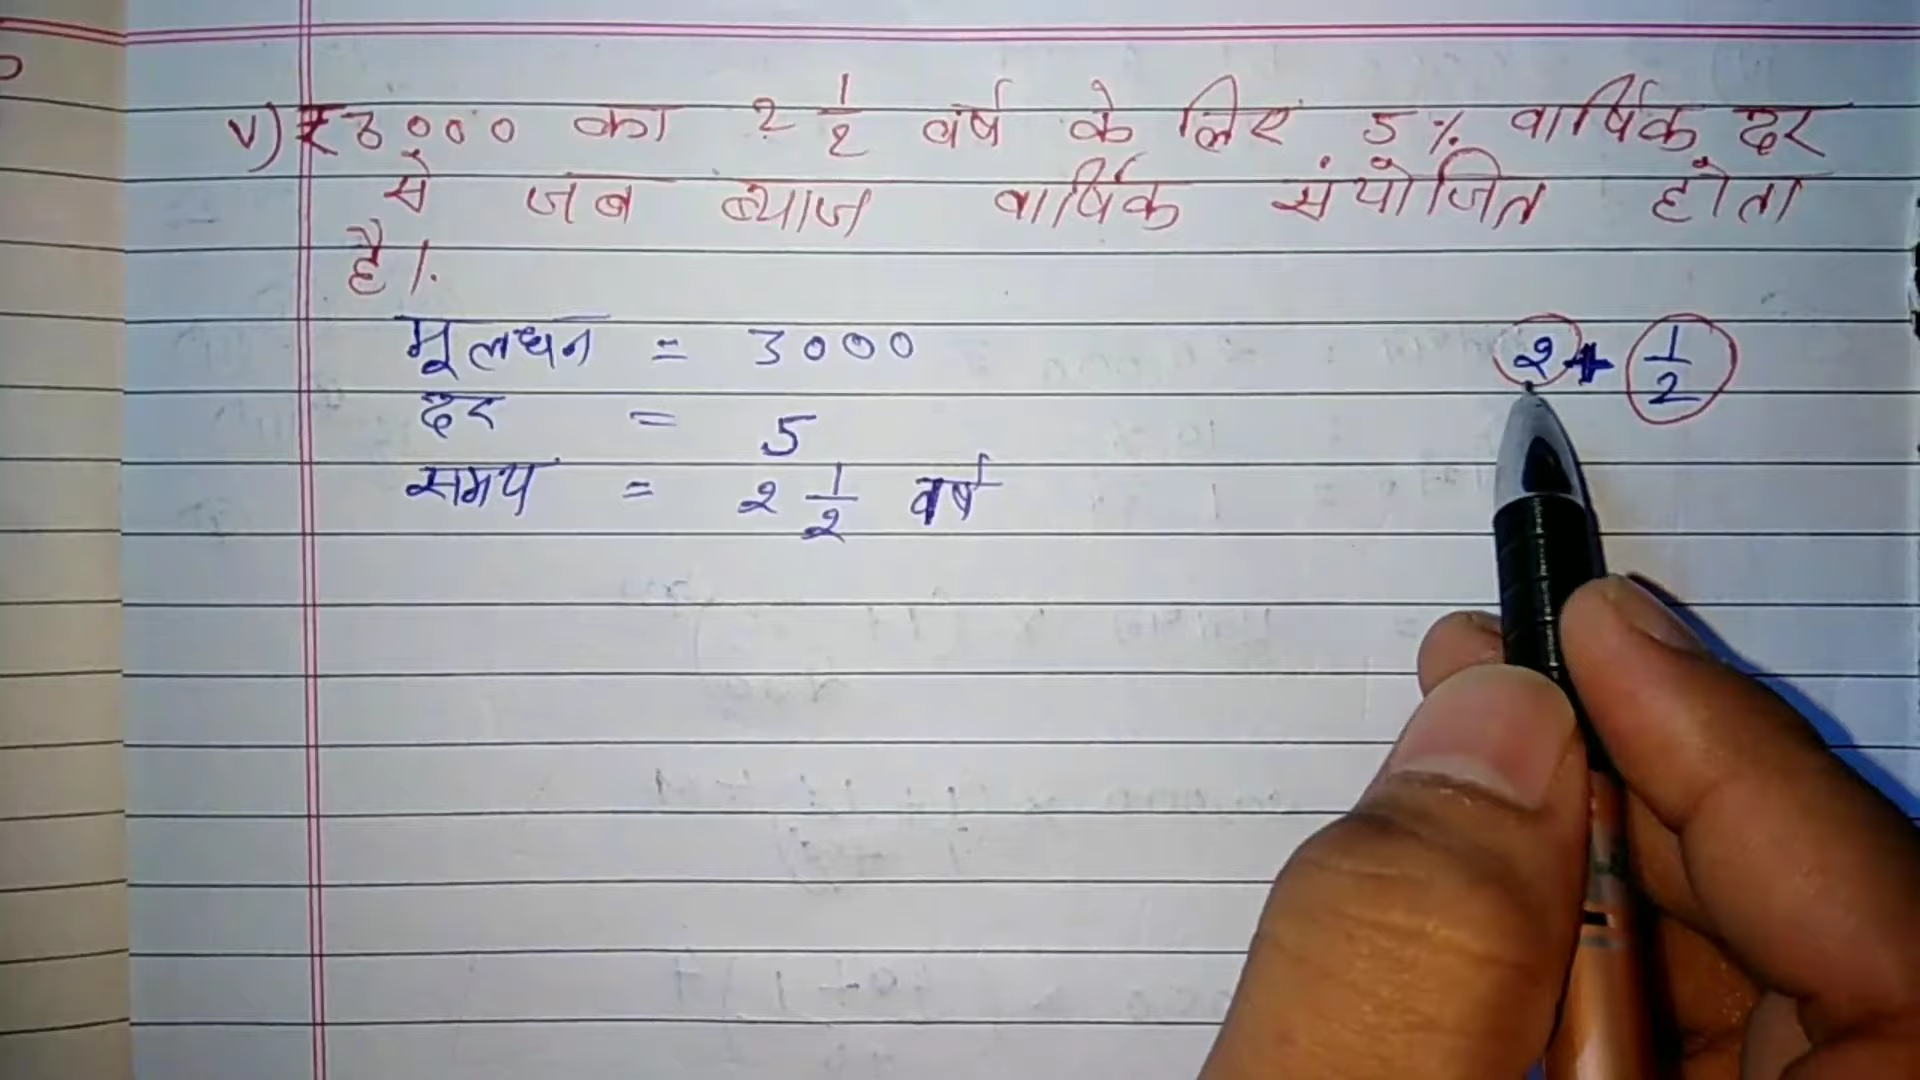 v) ₹3000 का 2 1/2 वर्ष के लिए 5% वार्षिक दर
से जब ब्याज वार्षिक संयोजित होता
है।
मूलधन = 3000
2 + 1/2
दर = 5
समय = 2 1/2 वर्ष